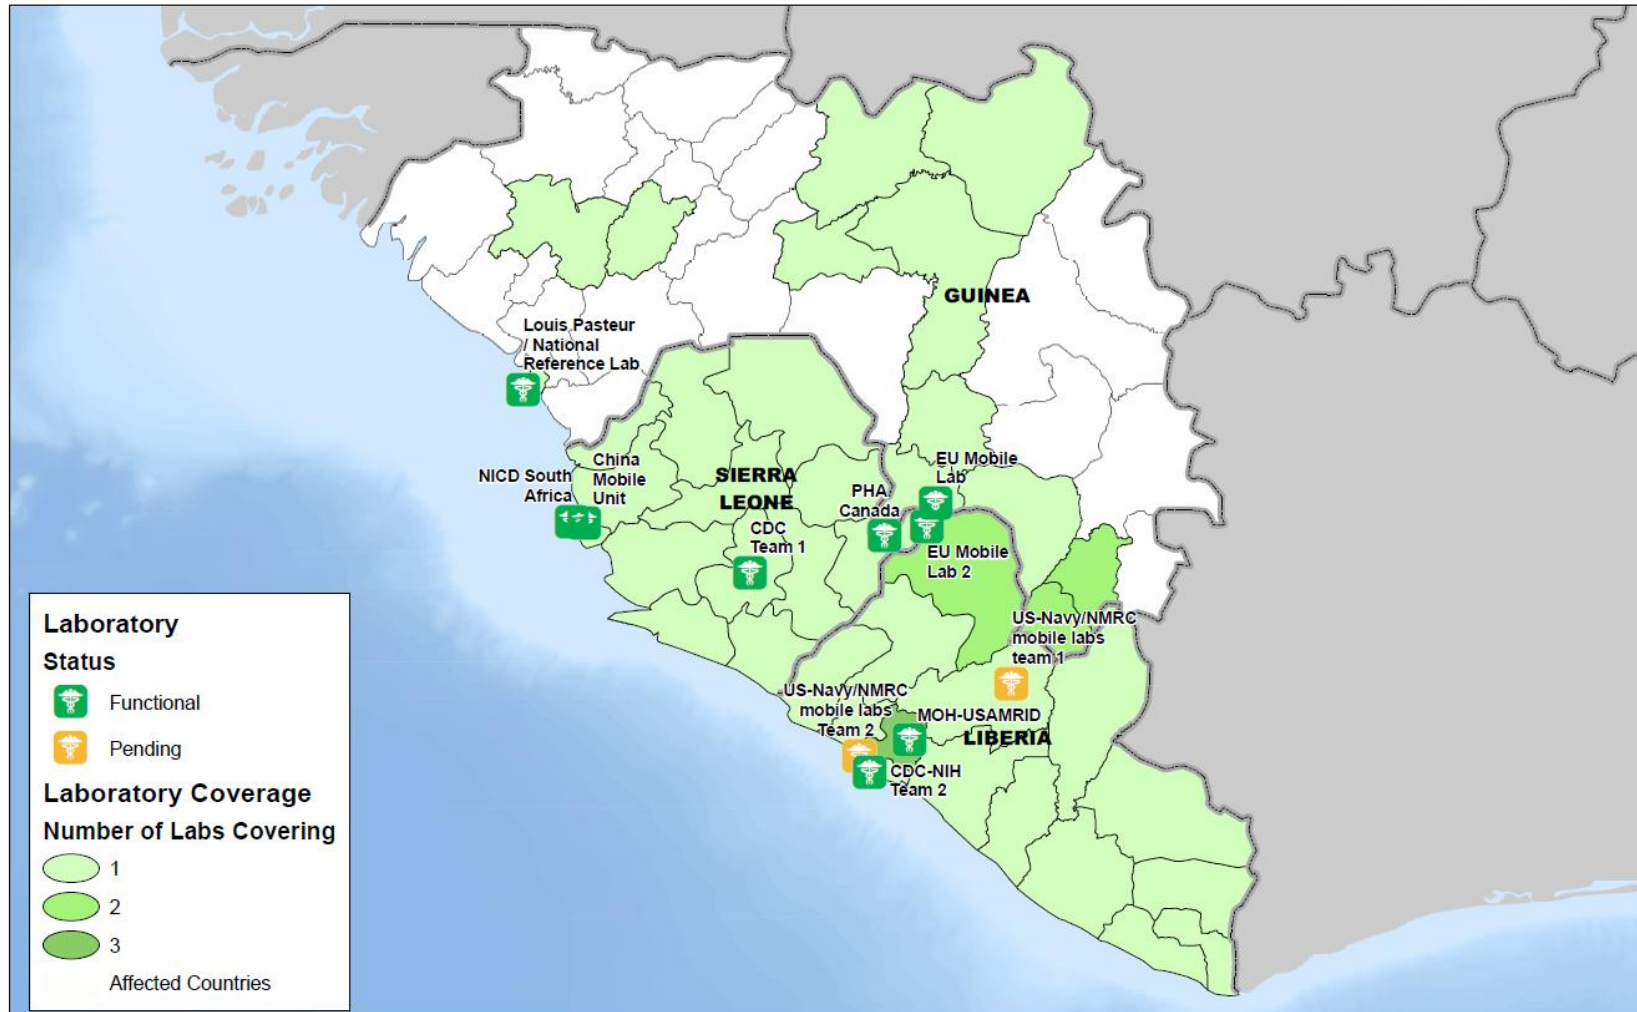 GUINEA
Louis Pasteur
/ National
Reference Lab
NICD South
Africa
China
Mobile
Unit
SIERRA
LEONE
CDC
Team 1
PHA
Canada
EU Mobile
Lab
EU Mobile
Lab 2
US-Navy/NMRC
mobile labs
team 1
US-Navy/NMRC
mobile labs
Team 2
MOH-USAMRID
LIBERIA
CDC-NIH
Team 2
Laboratory
Status
Functional
Pending
Laboratory Coverage
Number of Labs Covering
1
2
3
Affected Countries